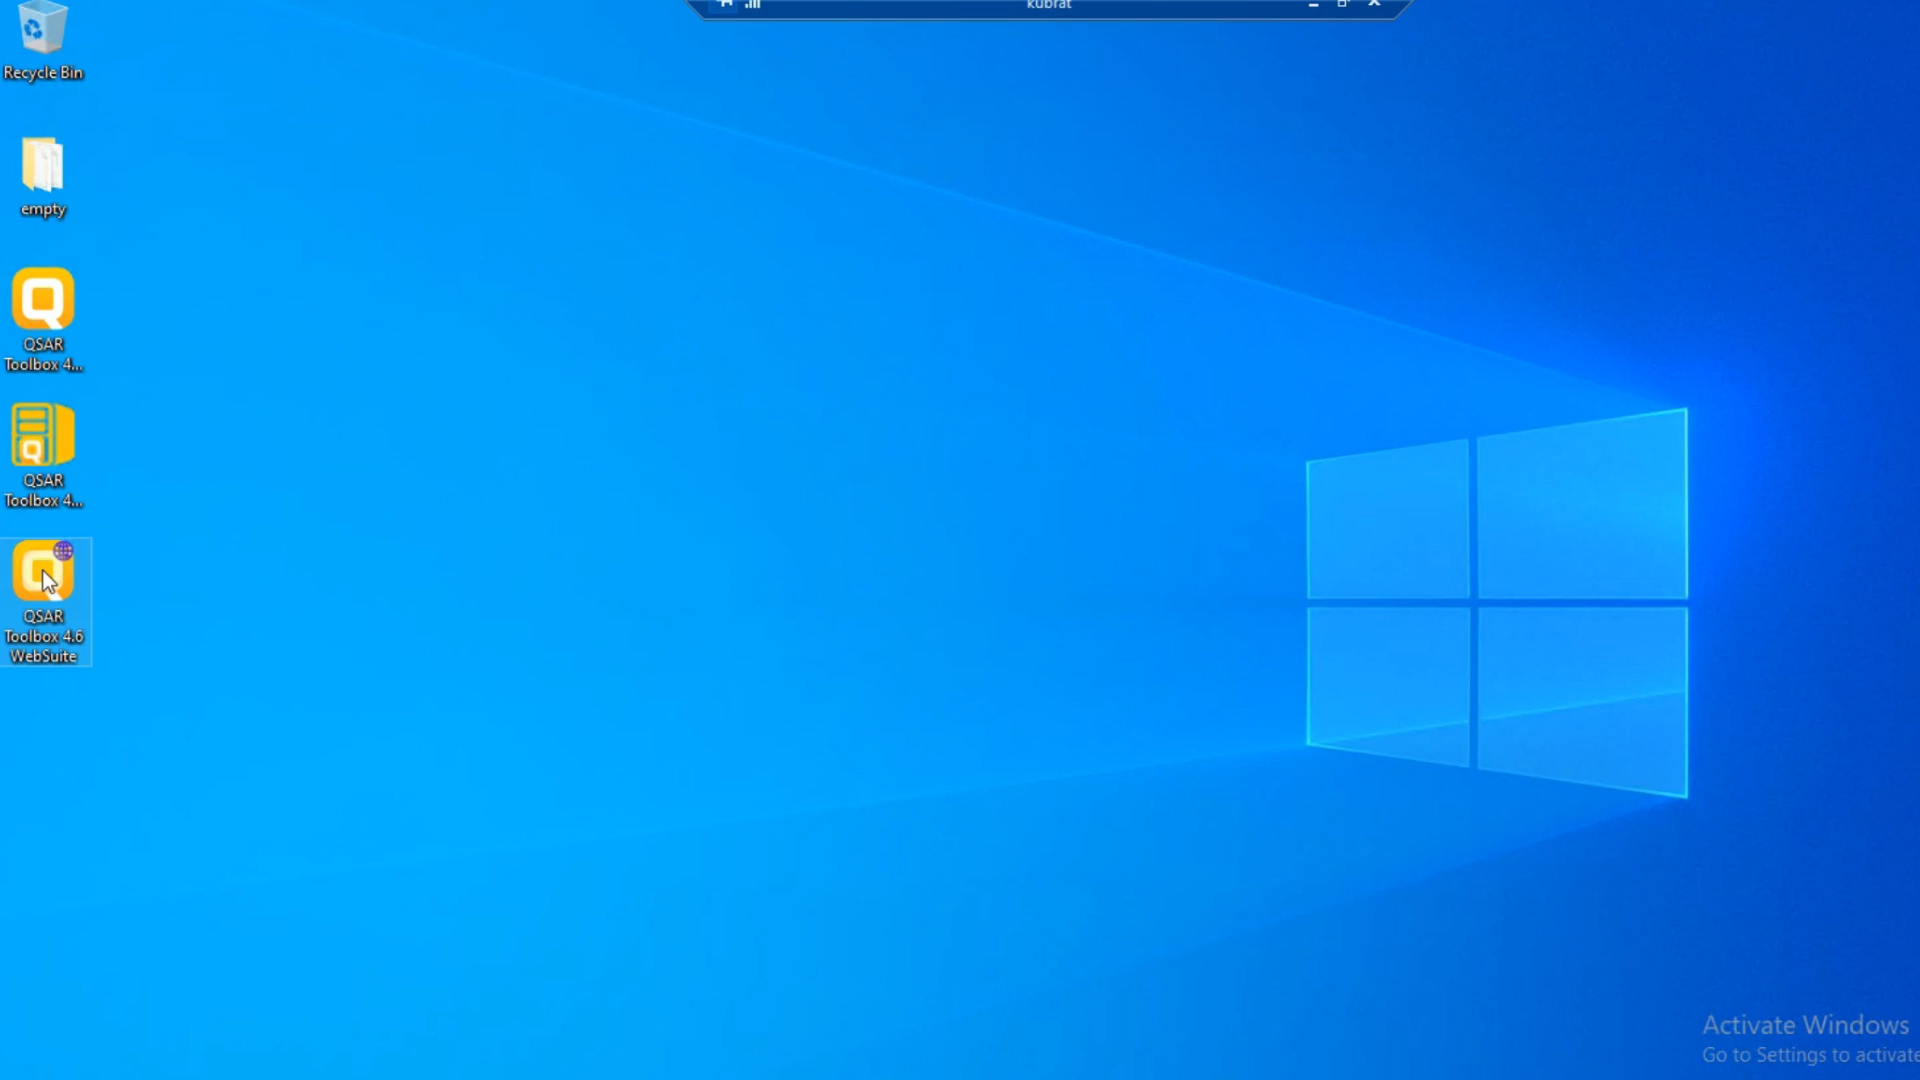 kubrat
Recycle Bin
empty
QSAR
Toolbox 4...
QSAR
Toolbox 4...
QSAR
Toolbox 4.6
WebSuite
Activate Windows
Go to Settings to activate